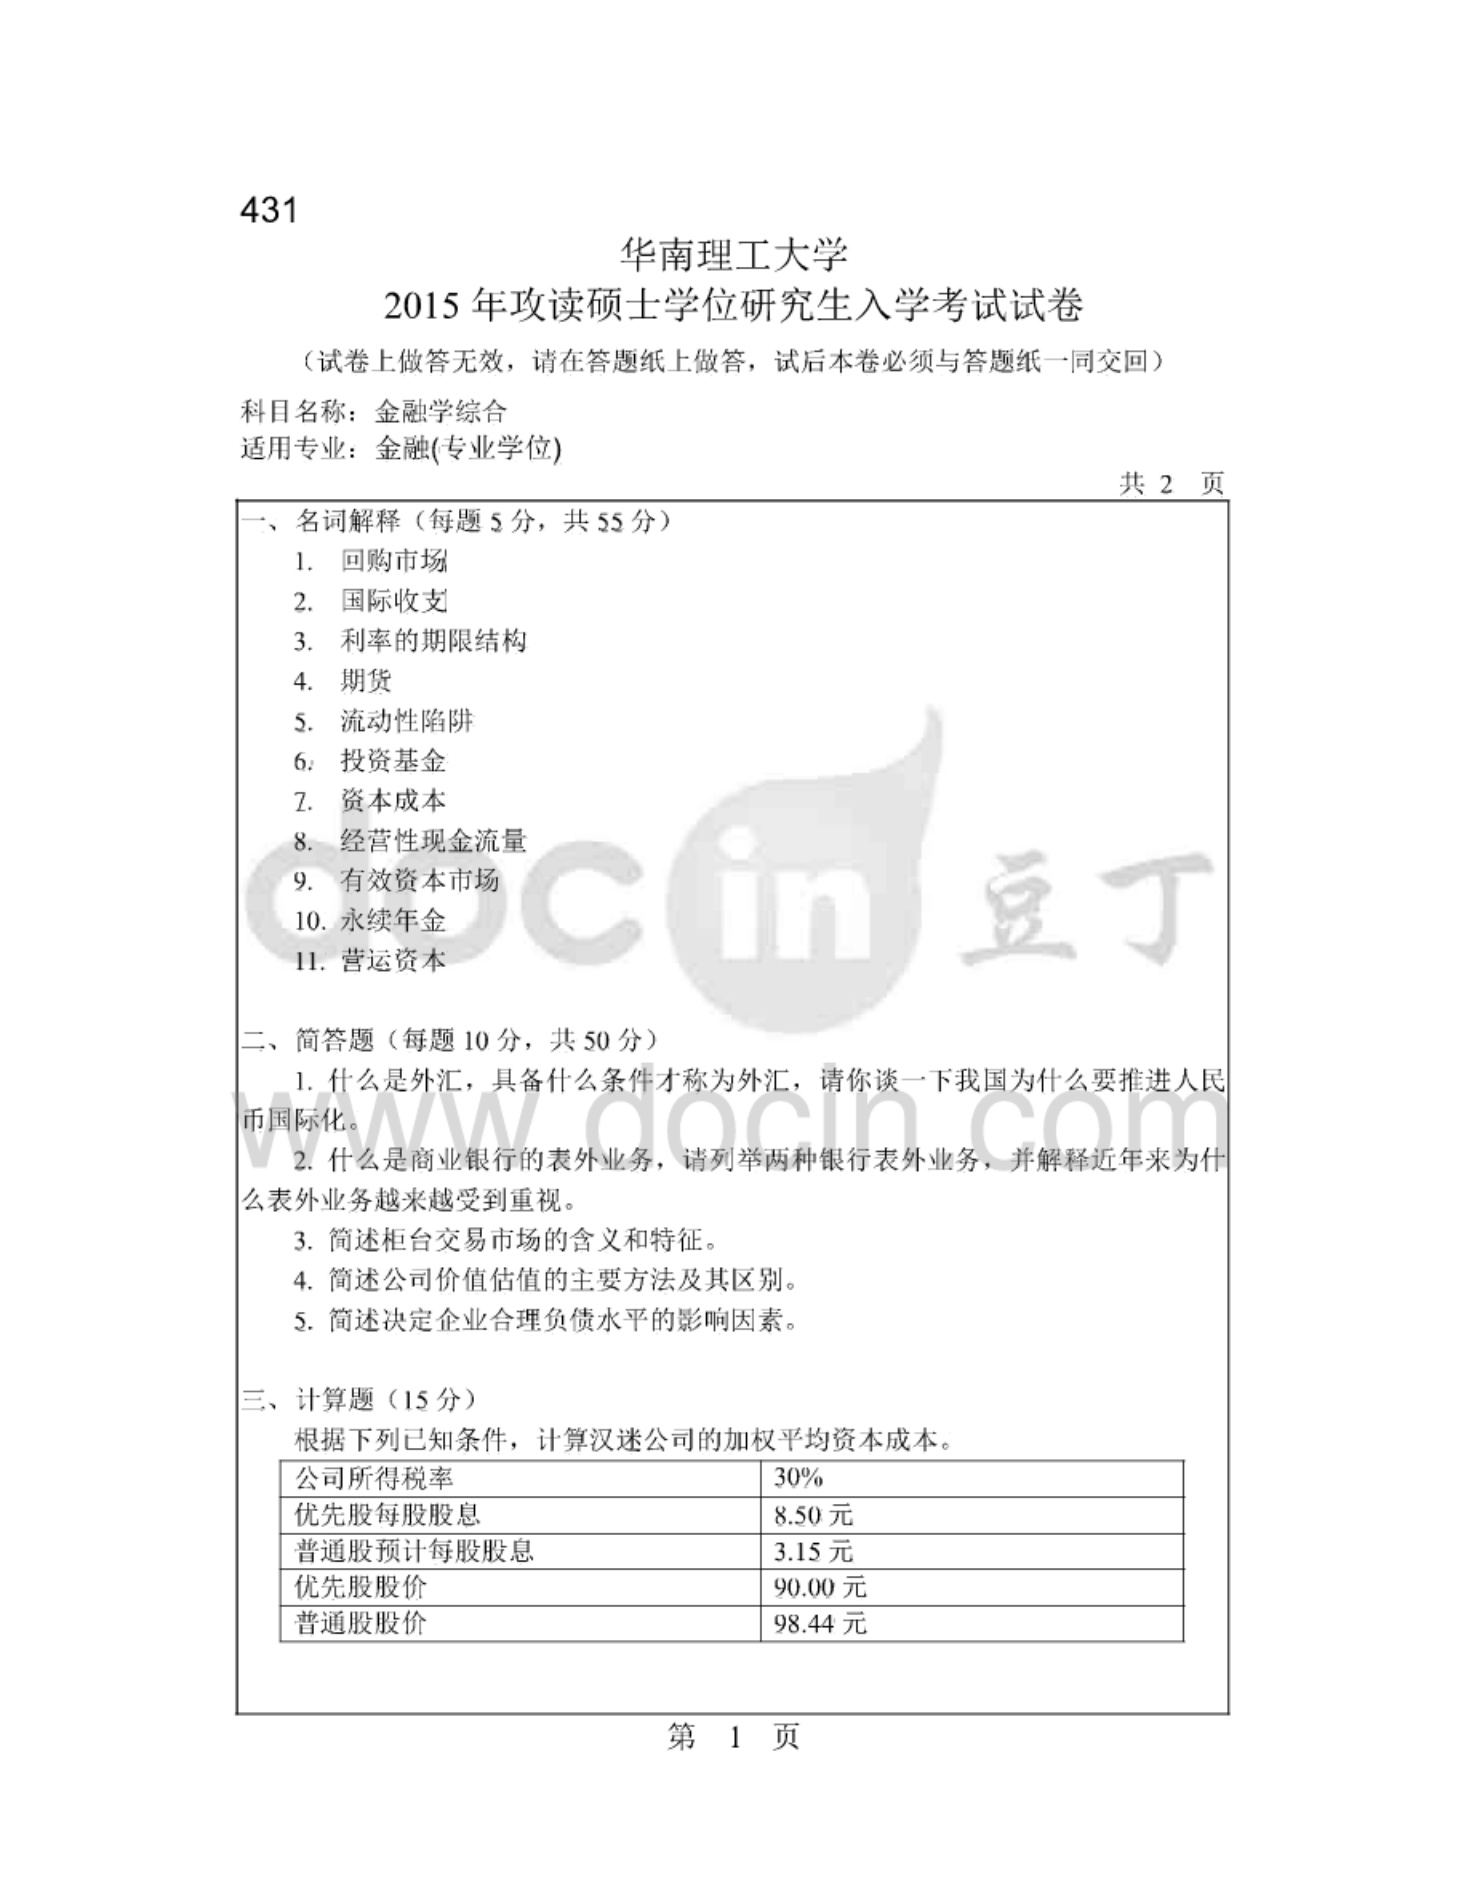 431
华南理工大学
2015 年攻读硕士学位研究生入学考试试卷
（试卷上做答无效，请在答题纸上做答，试后本卷必须与答题纸一同交回）
科目名称：金融学综合
适用专业：金融(专业学位)
共 2 页
一、名词解释（每题 5 分，共 55 分）
1. 回购市场
2. 国际收支
3. 利率的期限结构
4. 期货
5. 流动性陷阱
6. 投资基金
7. 资本成本
8. 经营性现金流量
9. 有效资本市场
10. 永续年金
11. 营运资本
二、简答题（每题 10 分，共 50 分）
1. 什么是外汇，具备什么条件才称为外汇，请你谈一下我国为什么要推进人民
币国际化。
2. 什么是商业银行的表外业务，请列举两种银行表外业务，并解释近年来为什
么表外业务越来越受到重视。
3. 简述柜台交易市场的含义和特征。
4. 简述公司价值估值的主要方法及其区别。
5. 简述决定企业合理负债水平的影响因素。
三、计算题（15 分）
根据下列已知条件，计算汉迷公司的加权平均资本成本。
公司所得税率 30%
优先股每股股息 8.50 元
普通股预计每股股息 3.15 元
优先股股价 90.00 元
普通股股价 98.44 元
第 1 页
docin 豆丁
www.docin.com